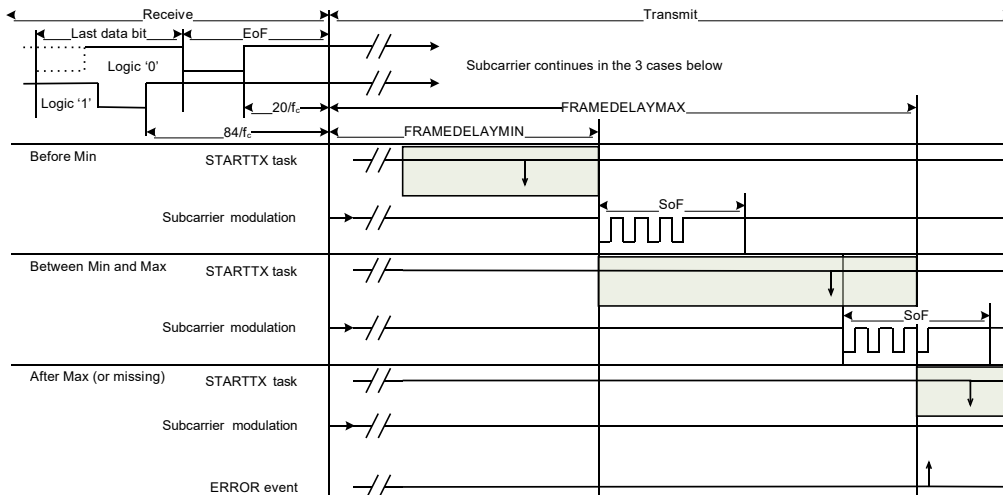 Receive Transmit
Last data bit EoF
Logic ‘0’
Subcarrier continues in the 3 cases below
Logic ‘1’
20/fc
FRAMEDELAYMAX
84/fc
FRAMEDELAYMIN
Before Min
STARTTX task
SoF
Subcarrier modulation
Between Min and Max
STARTTX task
SoF
Subcarrier modulation
After Max (or missing)
STARTTX task
Subcarrier modulation
ERROR event